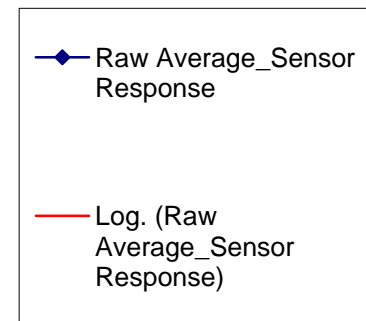 Raw Average_Sensor
Response
Log. (Raw
Average_Sensor
Response)